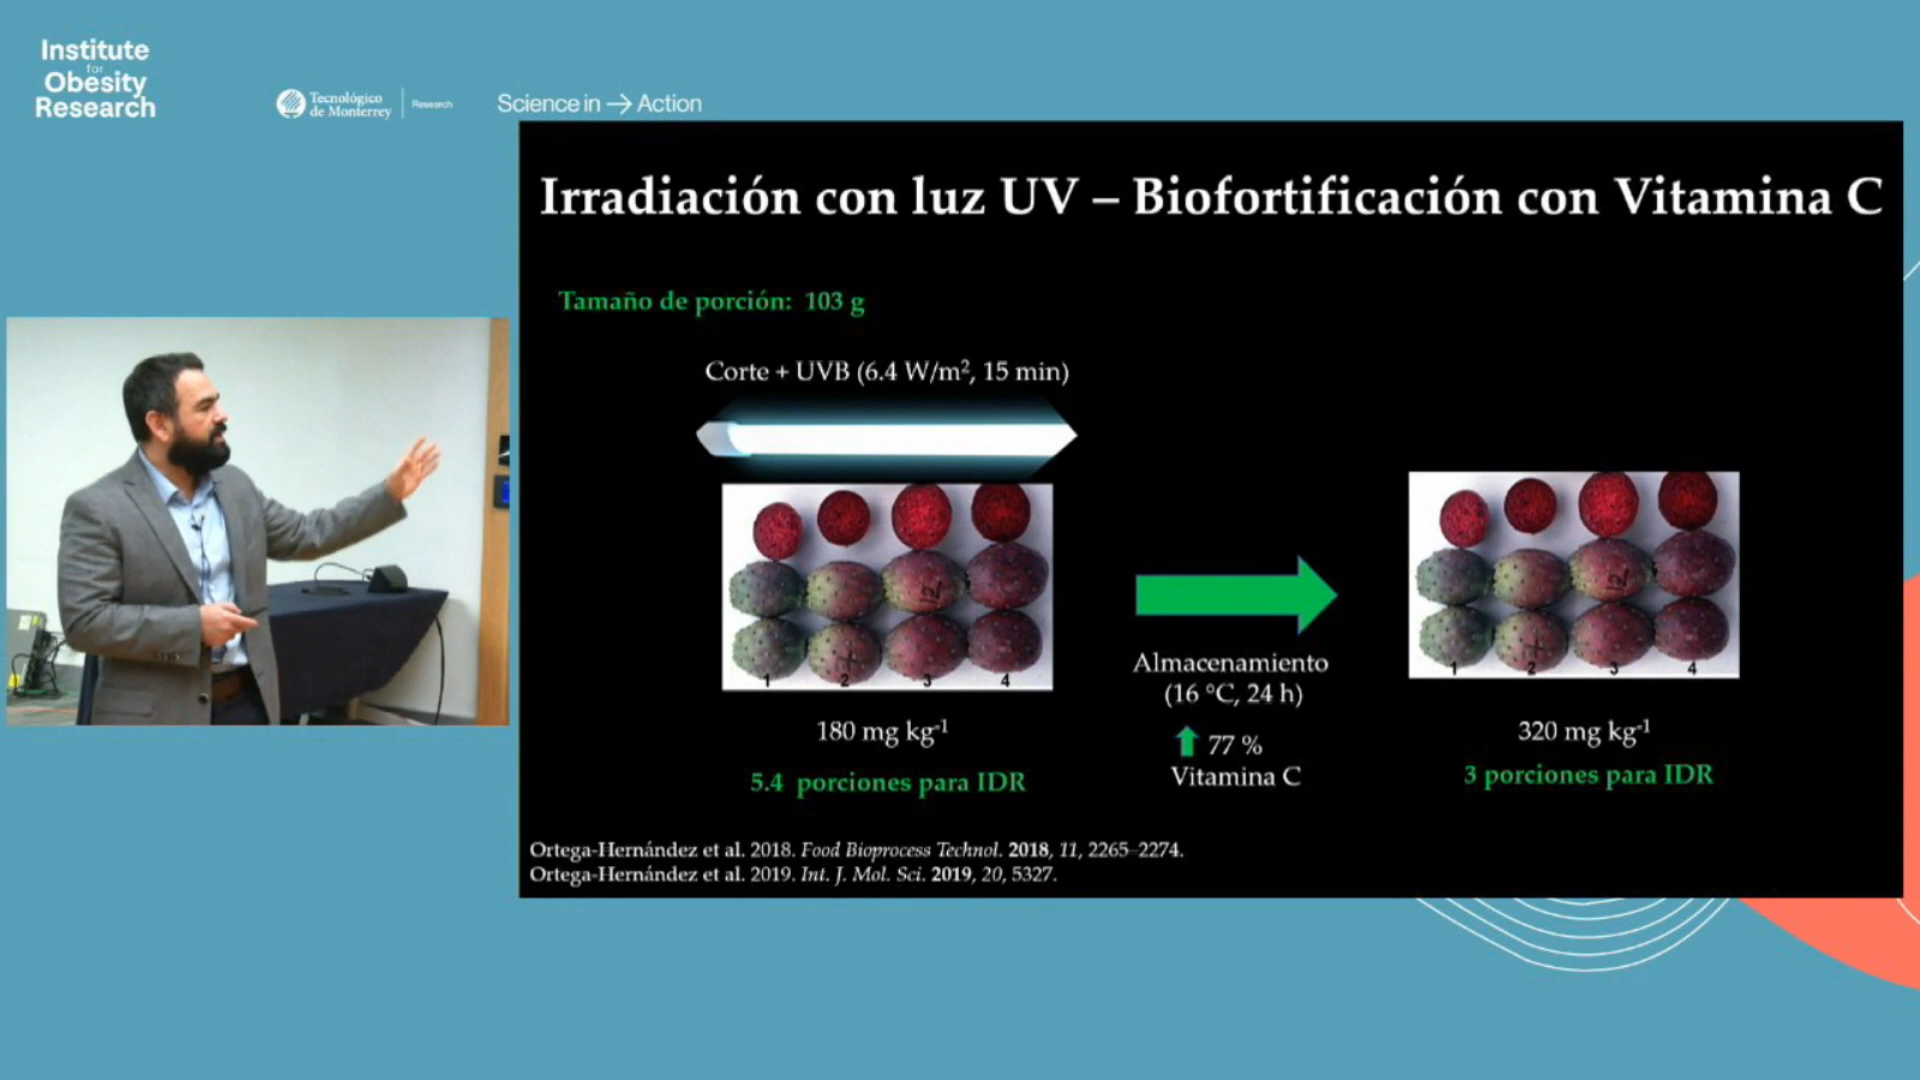 Institute
for
Obesity
Research
Tecnológico
de Monterrey
Research
Science in → Action
Irradiación con luz UV – Biofortificación con Vitamina C
Tamaño de porción: 103 g
Corte + UVB (6.4 W/m², 15 min)
12
1 2 3 4
12
1 2 3 4
Almacenamiento
(16 °C, 24 h)
77 %
Vitamina C
180 mg kg⁻¹
5.4 porciones para IDR
320 mg kg⁻¹
3 porciones para IDR
Ortega-Hernández et al. 2018. Food Bioprocess Technol. 2018, 11, 2265–2274.
Ortega-Hernández et al. 2019. Int. J. Mol. Sci. 2019, 20, 5327.